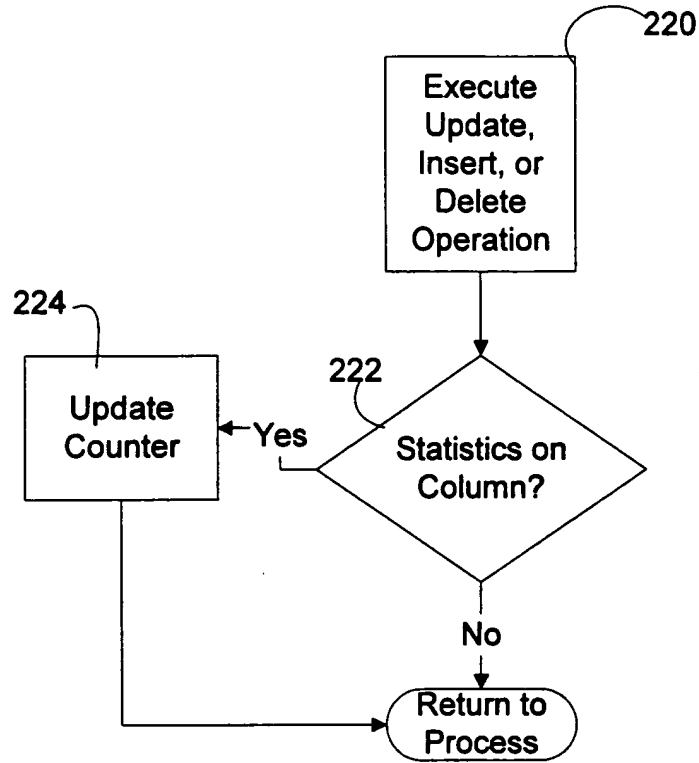 220
Execute
Update,
Insert, or
Delete
Operation
224
Update
Counter
222
Yes
Statistics on
Column?
No
Return to
Process